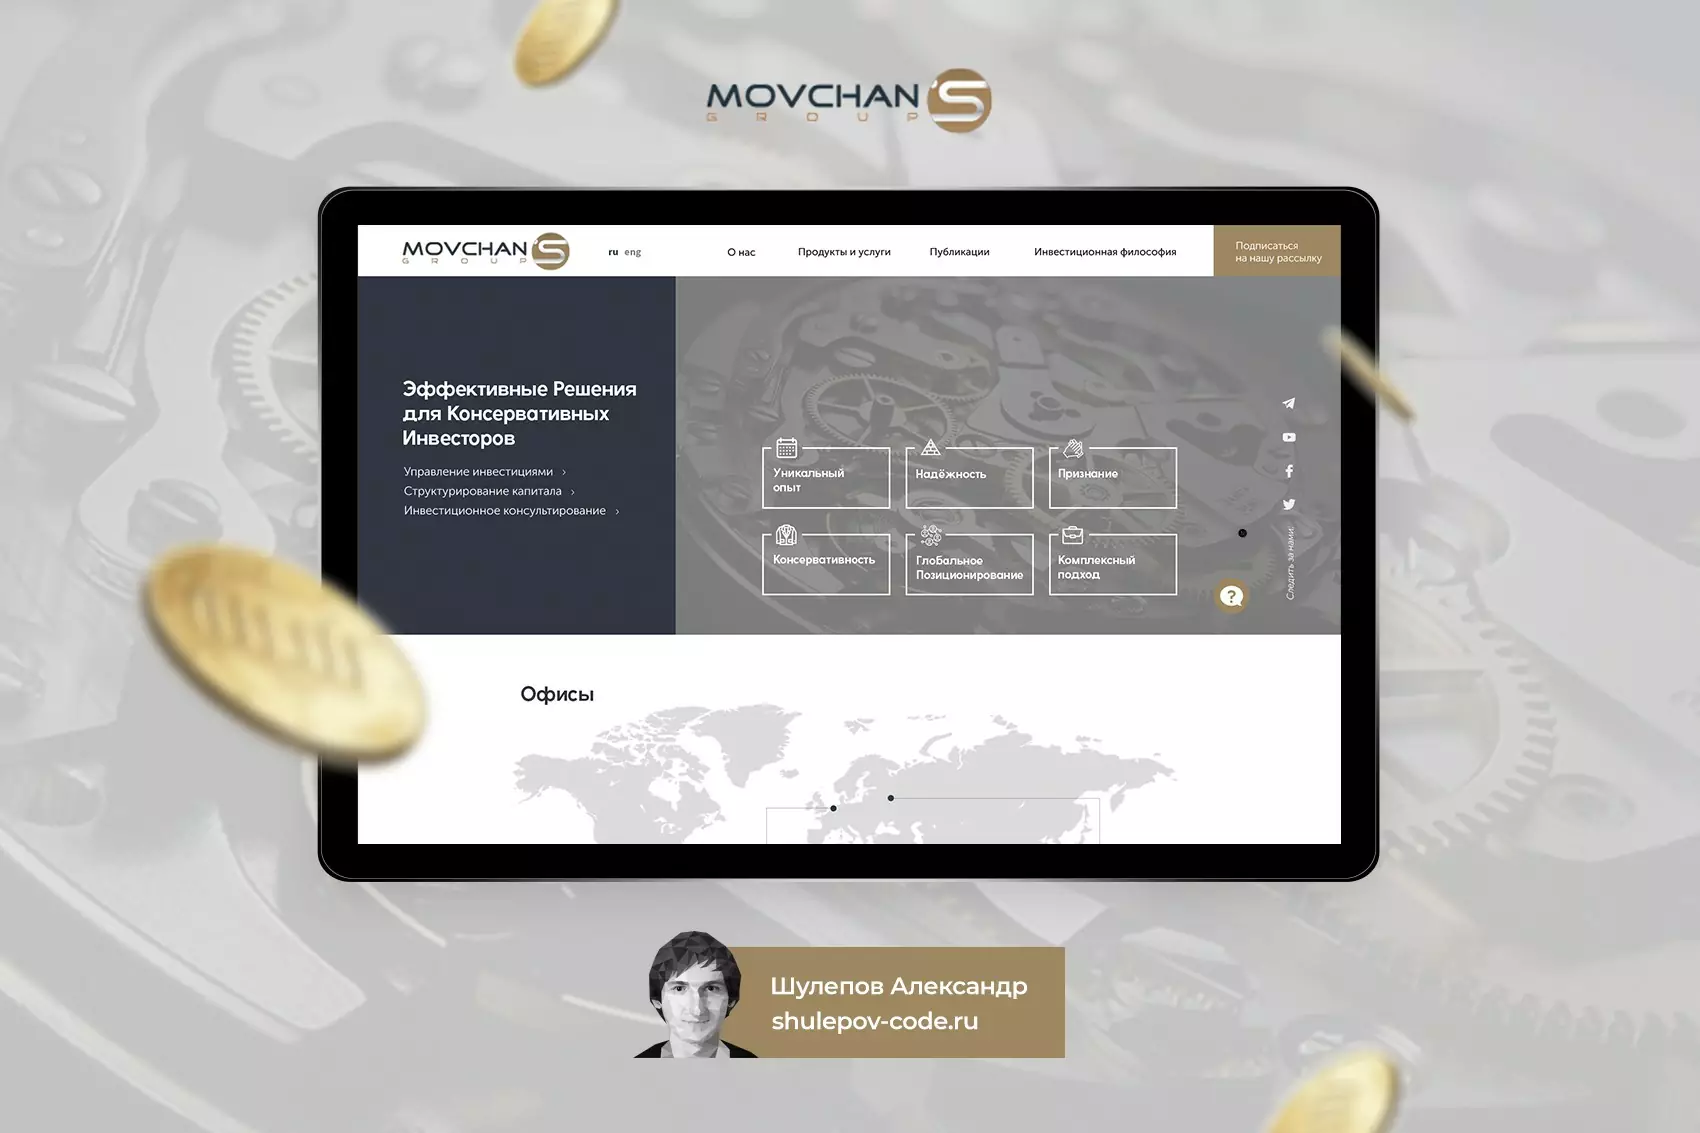 MOVCHAN'S
GROUP
MOVCHAN'S
GROUP
ru eng
О нас
Продукты и услуги
Публикации
Инвестиционная философия
Подписаться
на нашу рассылку
Эффективные Решения
для Консервативных
Инвесторов
Управление инвестициями ›
Структурирование капитала ›
Инвестиционное консультирование ›
Уникальный
опыт
Надёжность
Признание
Консервативность
Глобальное
Позиционирование
Комплексный
подход
Следить за нами:
?
Офисы
Шулепов Александр
shulepov-code.ru